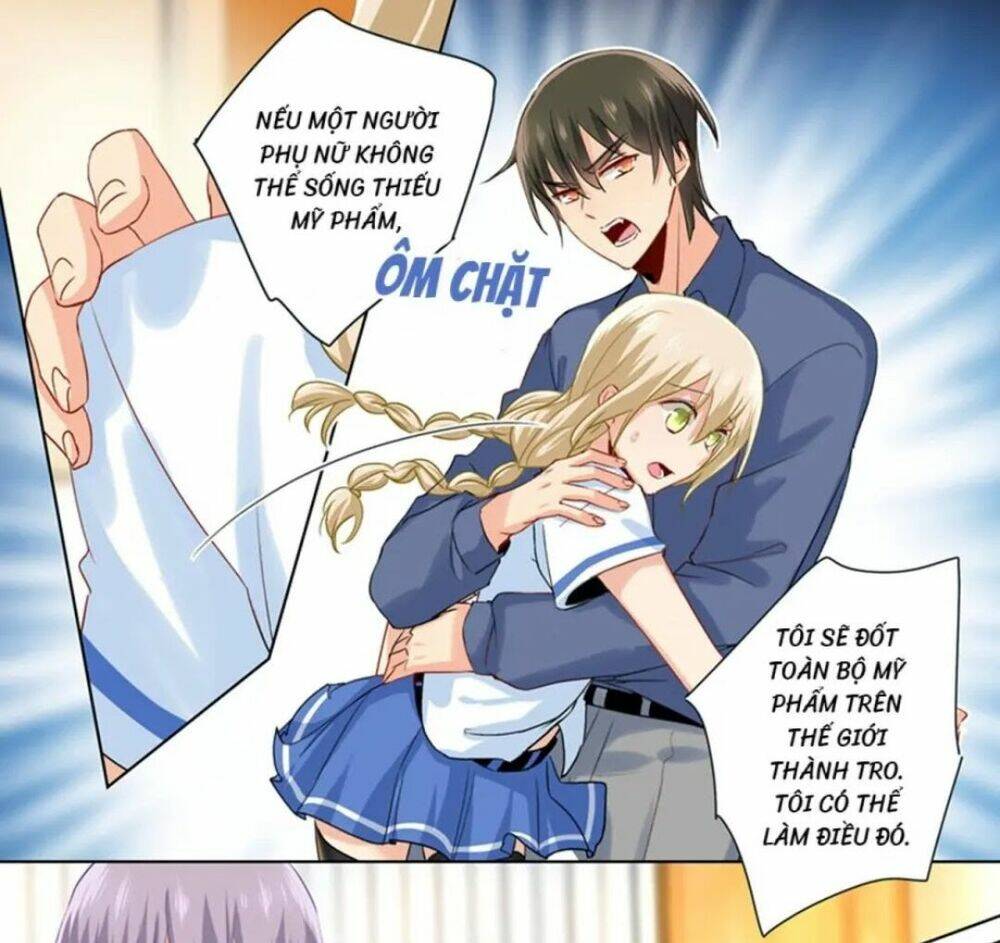 NẾU MỘT NGƯỜI
PHỤ NỮ KHÔNG
THỂ SỐNG THIẾU
MỸ PHẨM,
ÔM CHẶT
TÔI SẼ ĐỐT
TOÀN BỘ MỸ
PHẨM TRÊN
THẾ GIỚI
THÀNH TRO.
TÔI CÓ THỂ
LÀM ĐIỀU ĐÓ.